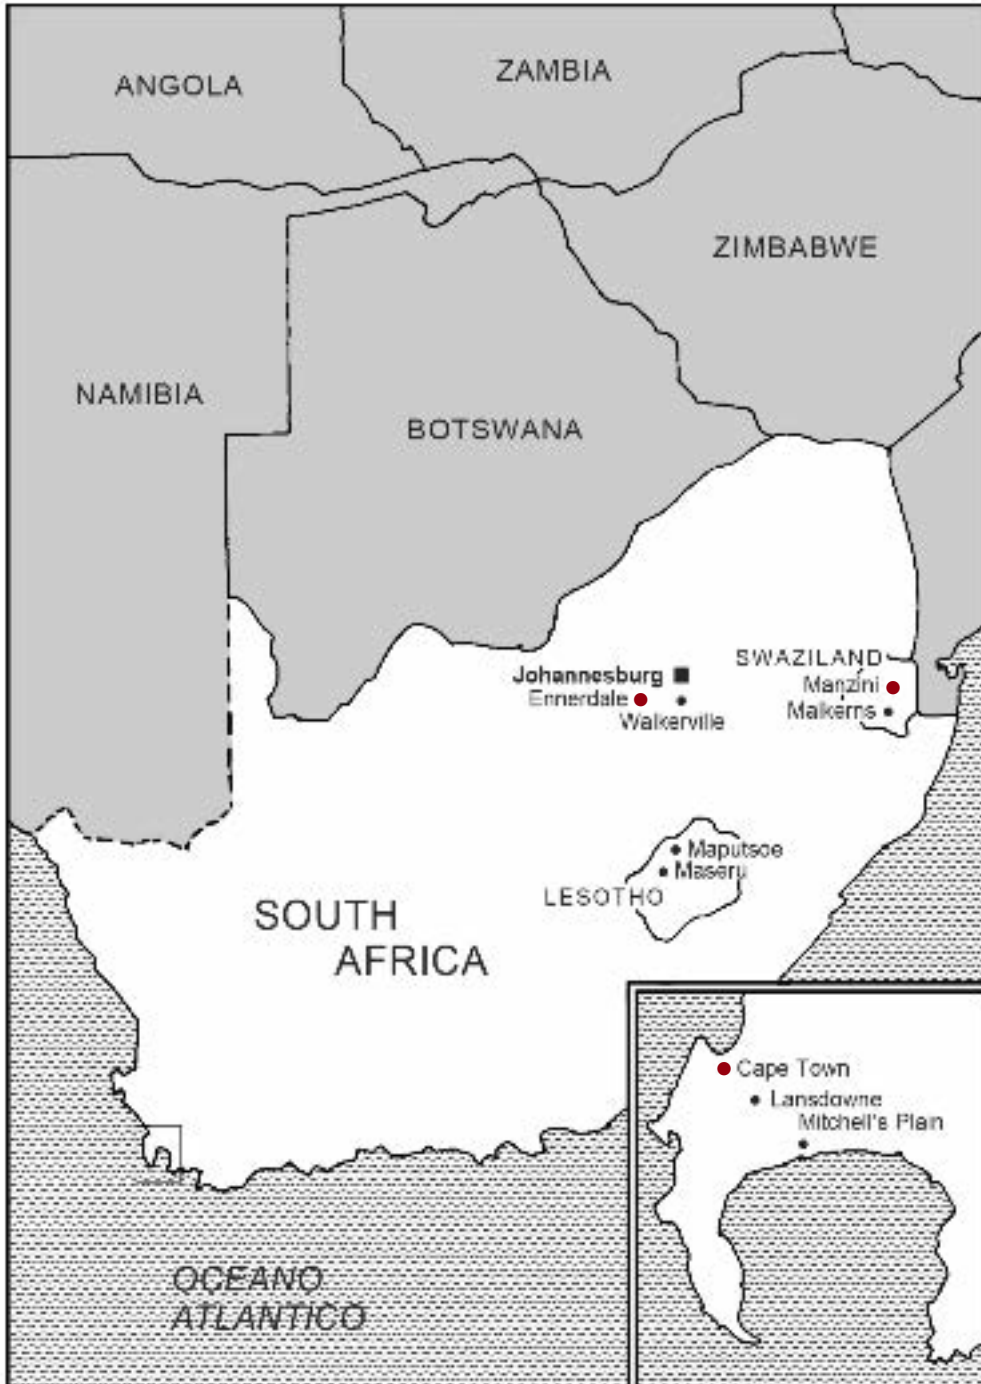 ANGOLA
ZAMBIA
ZIMBABWE
NAMIBIA
BOTSWANA
SWAZILAND
Johannesburg
Manzini
Ennerdale
Malkerns
Walkerville
Maputsoe
Maseru
LESOTHO
SOUTH
AFRICA
Cape Town
Lansdowne
Mitchell's Plain
OCEANO
ATLANTICO